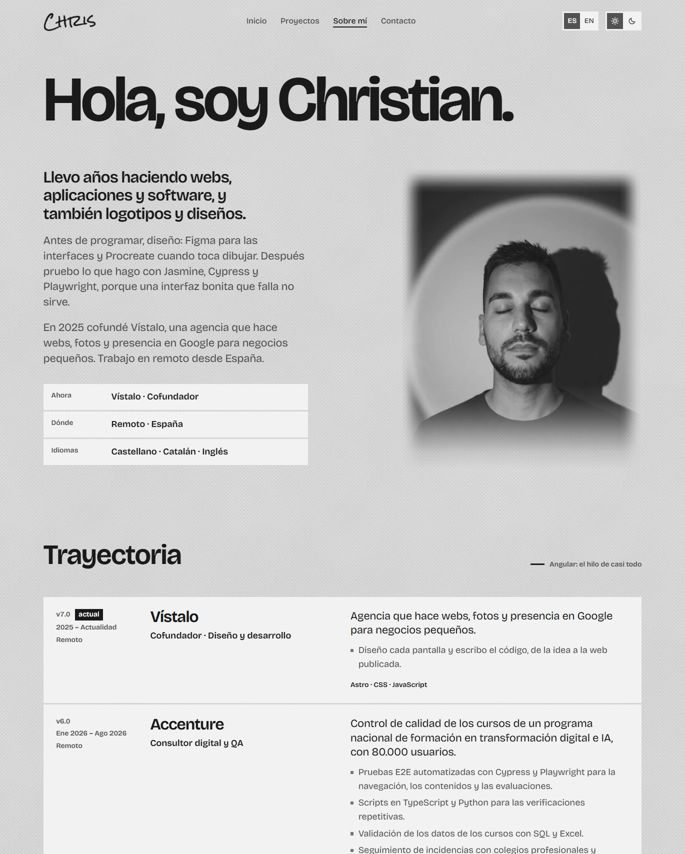 CHRIS
Inicio Proyectos Sobre mí Contacto
ES EN
Hola, soy Christian.
Llevo años haciendo webs,
aplicaciones y software, y
también logotipos y diseños.
Antes de programar, diseño: Figma para las
interfaces y Procreate cuando toca dibujar. Después
pruebo lo que hago con Jasmine, Cypress y
Playwright, porque una interfaz bonita que falla no
sirve.
En 2025 cofundé Vístalo, una agencia que hace
webs, fotos y presencia en Google para negocios
pequeños. Trabajo en remoto desde España.
Ahora Vístalo · Cofundador
Dónde Remoto · España
Idiomas Castellano · Catalán · Inglés
Trayectoria
Angular: el hilo de casi todo
v7.0 actual
2025 – Actualidad
Remoto
Vístalo
Cofundador · Diseño y desarrollo
Agencia que hace webs, fotos y presencia en Google
para negocios pequeños.
Diseño cada pantalla y escribo el código, de la idea a la web
publicada.
Astro · CSS · JavaScript
v6.0
Ene 2026 – Ago 2026
Remoto
Accenture
Consultor digital y QA
Control de calidad de los cursos de un programa
nacional de formación en transformación digital e IA,
con 80.000 usuarios.
Pruebas E2E automatizadas con Cypress y Playwright para la
navegación, los contenidos y las evaluaciones.
Scripts en TypeScript y Python para las verificaciones
repetitivas.
Validación de los datos de los cursos con SQL y Excel.
Seguimiento de incidencias con colegios profesionales y